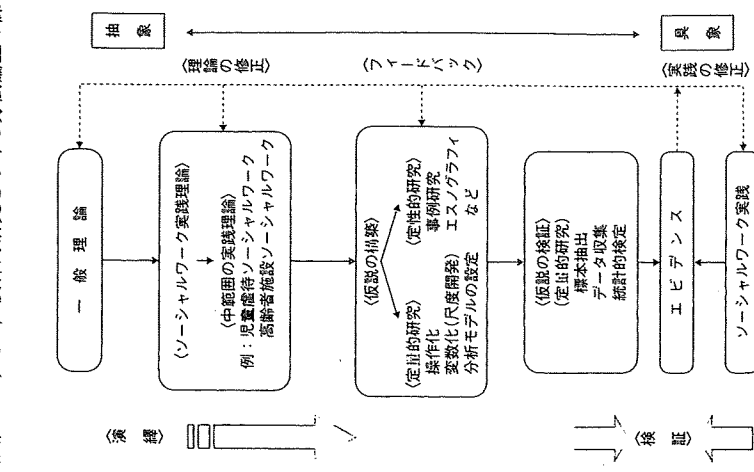 抽象
具象
〈理論の修正〉
〈フィードバック〉
〈実践の修正〉
一般理論
〈ソーシャルワーク実践理論〉
〈中範囲の実践理論〉
例：児童虐待ソーシャルワーク
高齢者施設ソーシャルワーク
〈仮説の構築〉
〈定量的研究〉
操作化
変数化(尺度開発)
分析モデルの設定
〈定性的研究〉
事例研究
エスノグラフィ
など
〈仮説の検証〉
(定量的研究)
標本抽出
データ収集
統計的検定
エビデンス
ソーシャルワーク実践
〈演繹〉
〈検証〉